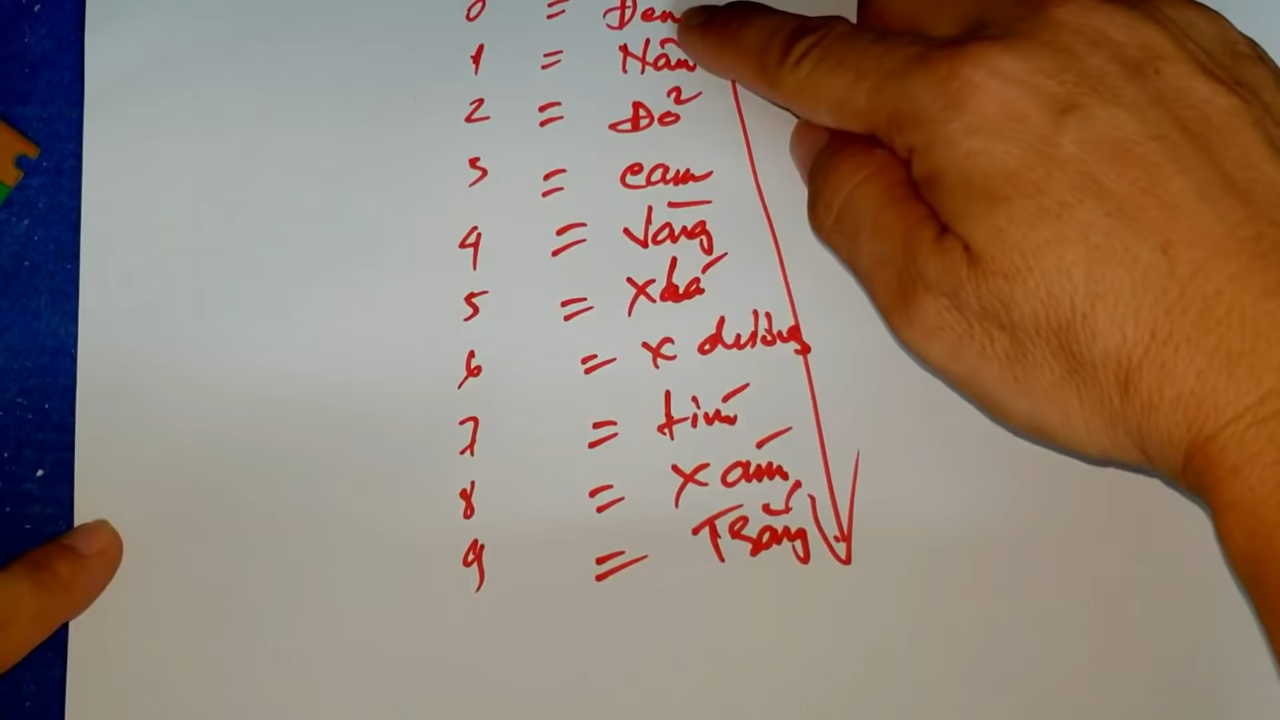 0 = Đen
1 = Nâu
2 = Đỏ
3 = cam
4 = Vàng
5 = X lá
6 = X dương
7 = tím
8 = Xám
9 = Trắng